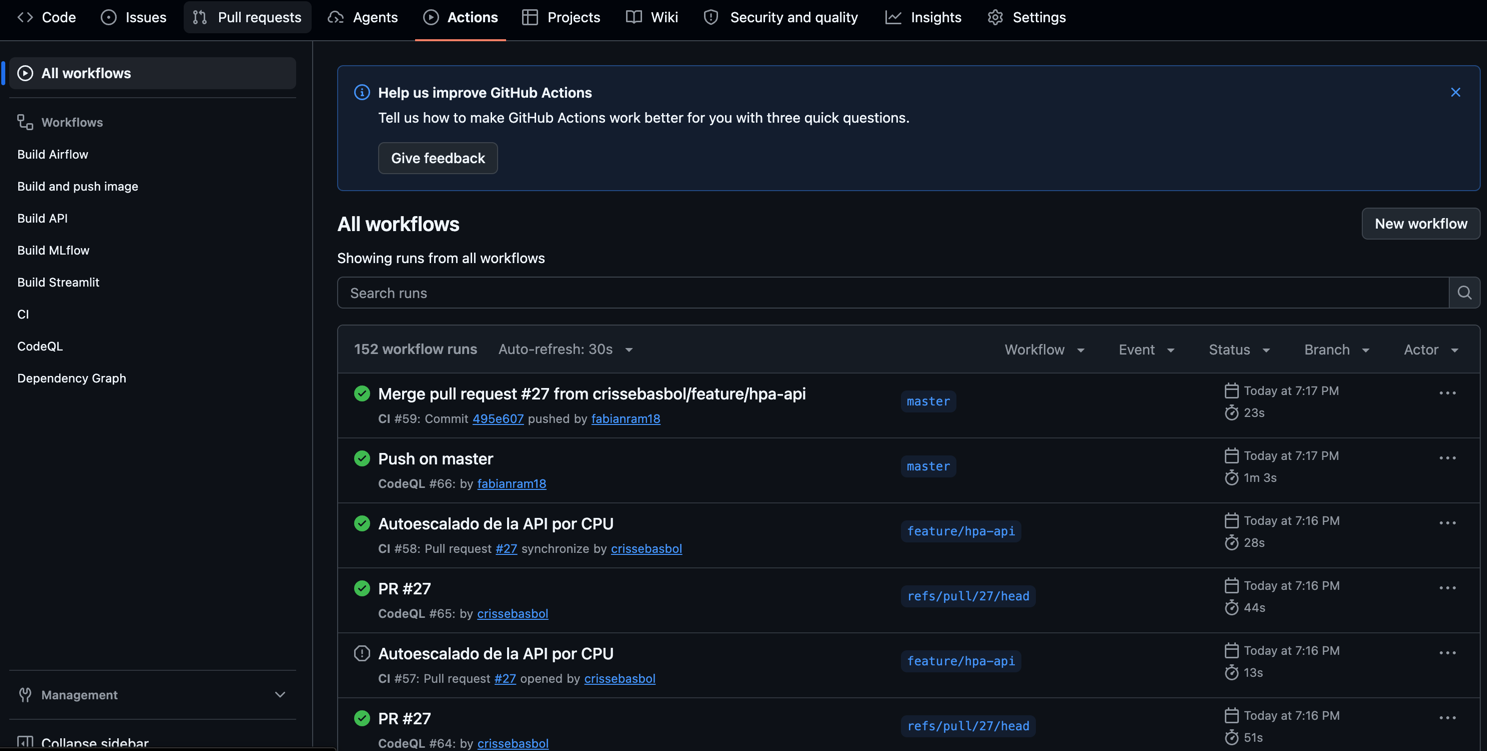 Code Issues Pull requests Agents Actions Projects Wiki Security and quality Insights Settings
All workflows
Workflows
Build Airflow
Build and push image
Build API
Build MLflow
Build Streamlit
CI
CodeQL
Dependency Graph
Management
Collapse sidebar
Help us improve GitHub Actions
Tell us how to make GitHub Actions work better for you with three quick questions.
Give feedback
All workflows
New workflow
Showing runs from all workflows
Search runs
152 workflow runs Auto-refresh: 30s Workflow Event Status Branch Actor
Merge pull request #27 from crissebasbol/feature/hpa-api
CI #59: Commit 495e607 pushed by fabianram18
master
Today at 7:17 PM
23s
Push on master
CodeQL #66: by fabianram18
master
Today at 7:17 PM
1m 3s
Autoescalado de la API por CPU
CI #58: Pull request #27 synchronize by crissebasbol
feature/hpa-api
Today at 7:16 PM
28s
PR #27
CodeQL #65: by crissebasbol
refs/pull/27/head
Today at 7:16 PM
44s
Autoescalado de la API por CPU
CI #57: Pull request #27 opened by crissebasbol
feature/hpa-api
Today at 7:16 PM
13s
PR #27
CodeQL #64: by crissebasbol
refs/pull/27/head
Today at 7:16 PM
51s